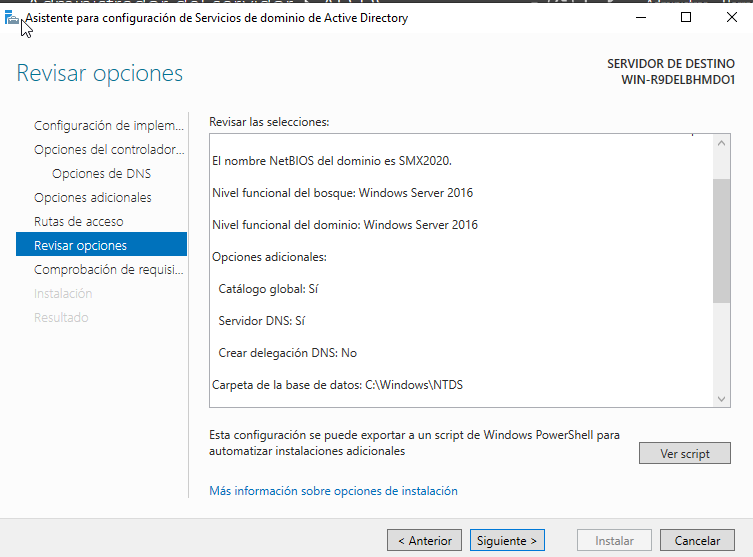 Asistente para configuración de Servicios de dominio de Active Directory
Revisar opciones
SERVIDOR DE DESTINO
WIN-R9DELBHMDO1
Configuración de implem...
Opciones del controlador...
Opciones de DNS
Opciones adicionales
Rutas de acceso
Revisar opciones
Comprobación de requisi...
Instalación
Resultado
Revisar las selecciones:
El nombre NetBIOS del dominio es SMX2020.
Nivel funcional del bosque: Windows Server 2016
Nivel funcional del dominio: Windows Server 2016
Opciones adicionales:
Catálogo global: Sí
Servidor DNS: Sí
Crear delegación DNS: No
Carpeta de la base de datos: C:\Windows\NTDS
Esta configuración se puede exportar a un script de Windows PowerShell para
automatizar instalaciones adicionales
Ver script
Más información sobre opciones de instalación
< Anterior
Siguiente >
Instalar
Cancelar